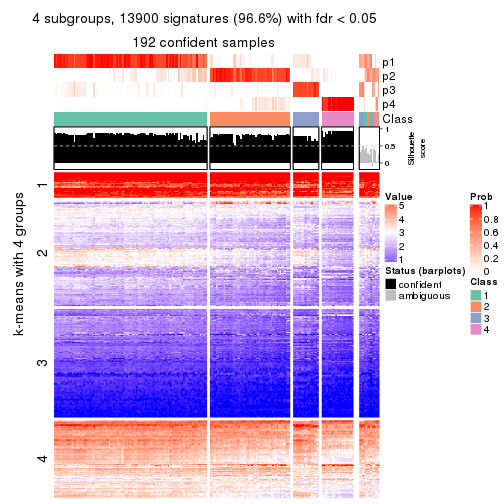 4 subgroups, 13900 signatures (96.6%) with fdr < 0.05
192 confident samples
p1
p2
p3
p4
Class
1
0.5
0
Silhouette
score
k-means with 4 groups
1
2
3
4
Value
5
4
3
2
1
Status (barplots)
confident
ambiguous
Prob
1
0.8
0.6
0.4
0.2
0
Class
1
2
3
4